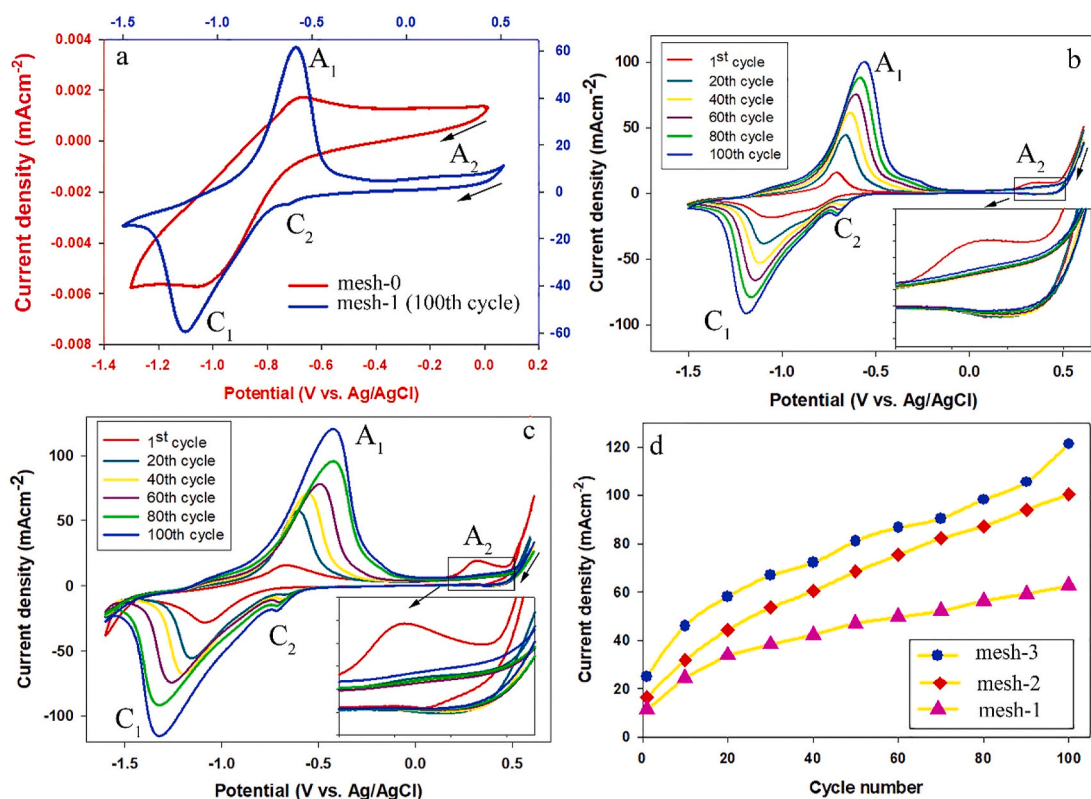 -1.5 -1.0 -0.5 0.0 0.5
a
A₁
A₂
C₂
C₁
mesh-0
mesh-1 (100th cycle)
0.004
0.002
0.000
-0.002
-0.004
-0.006
-0.008
60
40
20
0
-20
-40
-60
Current density (mAcm⁻²)
-1.4 -1.2 -1.0 -0.8 -0.6 -0.4 -0.2 0.0 0.2
Potential (V vs. Ag/AgCl)
b
1ˢᵗ cycle
20th cycle
40th cycle
60th cycle
80th cycle
100th cycle
A₁
A₂
C₂
C₁
100
50
0
-50
-100
Current density (mAcm⁻²)
-1.5 -1.0 -0.5 0.0 0.5
Potential (V vs. Ag/AgCl)
c
1ˢᵗ cycle
20th cycle
40th cycle
60th cycle
80th cycle
100th cycle
A₁
A₂
C₂
C₁
100
50
0
-50
-100
Current density (mAcm⁻²)
-1.5 -1.0 -0.5 0.0 0.5
Potential (V vs. Ag/AgCl)
d
120
100
80
60
40
20
0
Current density (mAcm⁻²)
mesh-3
mesh-2
mesh-1
0 20 40 60 80 100
Cycle number